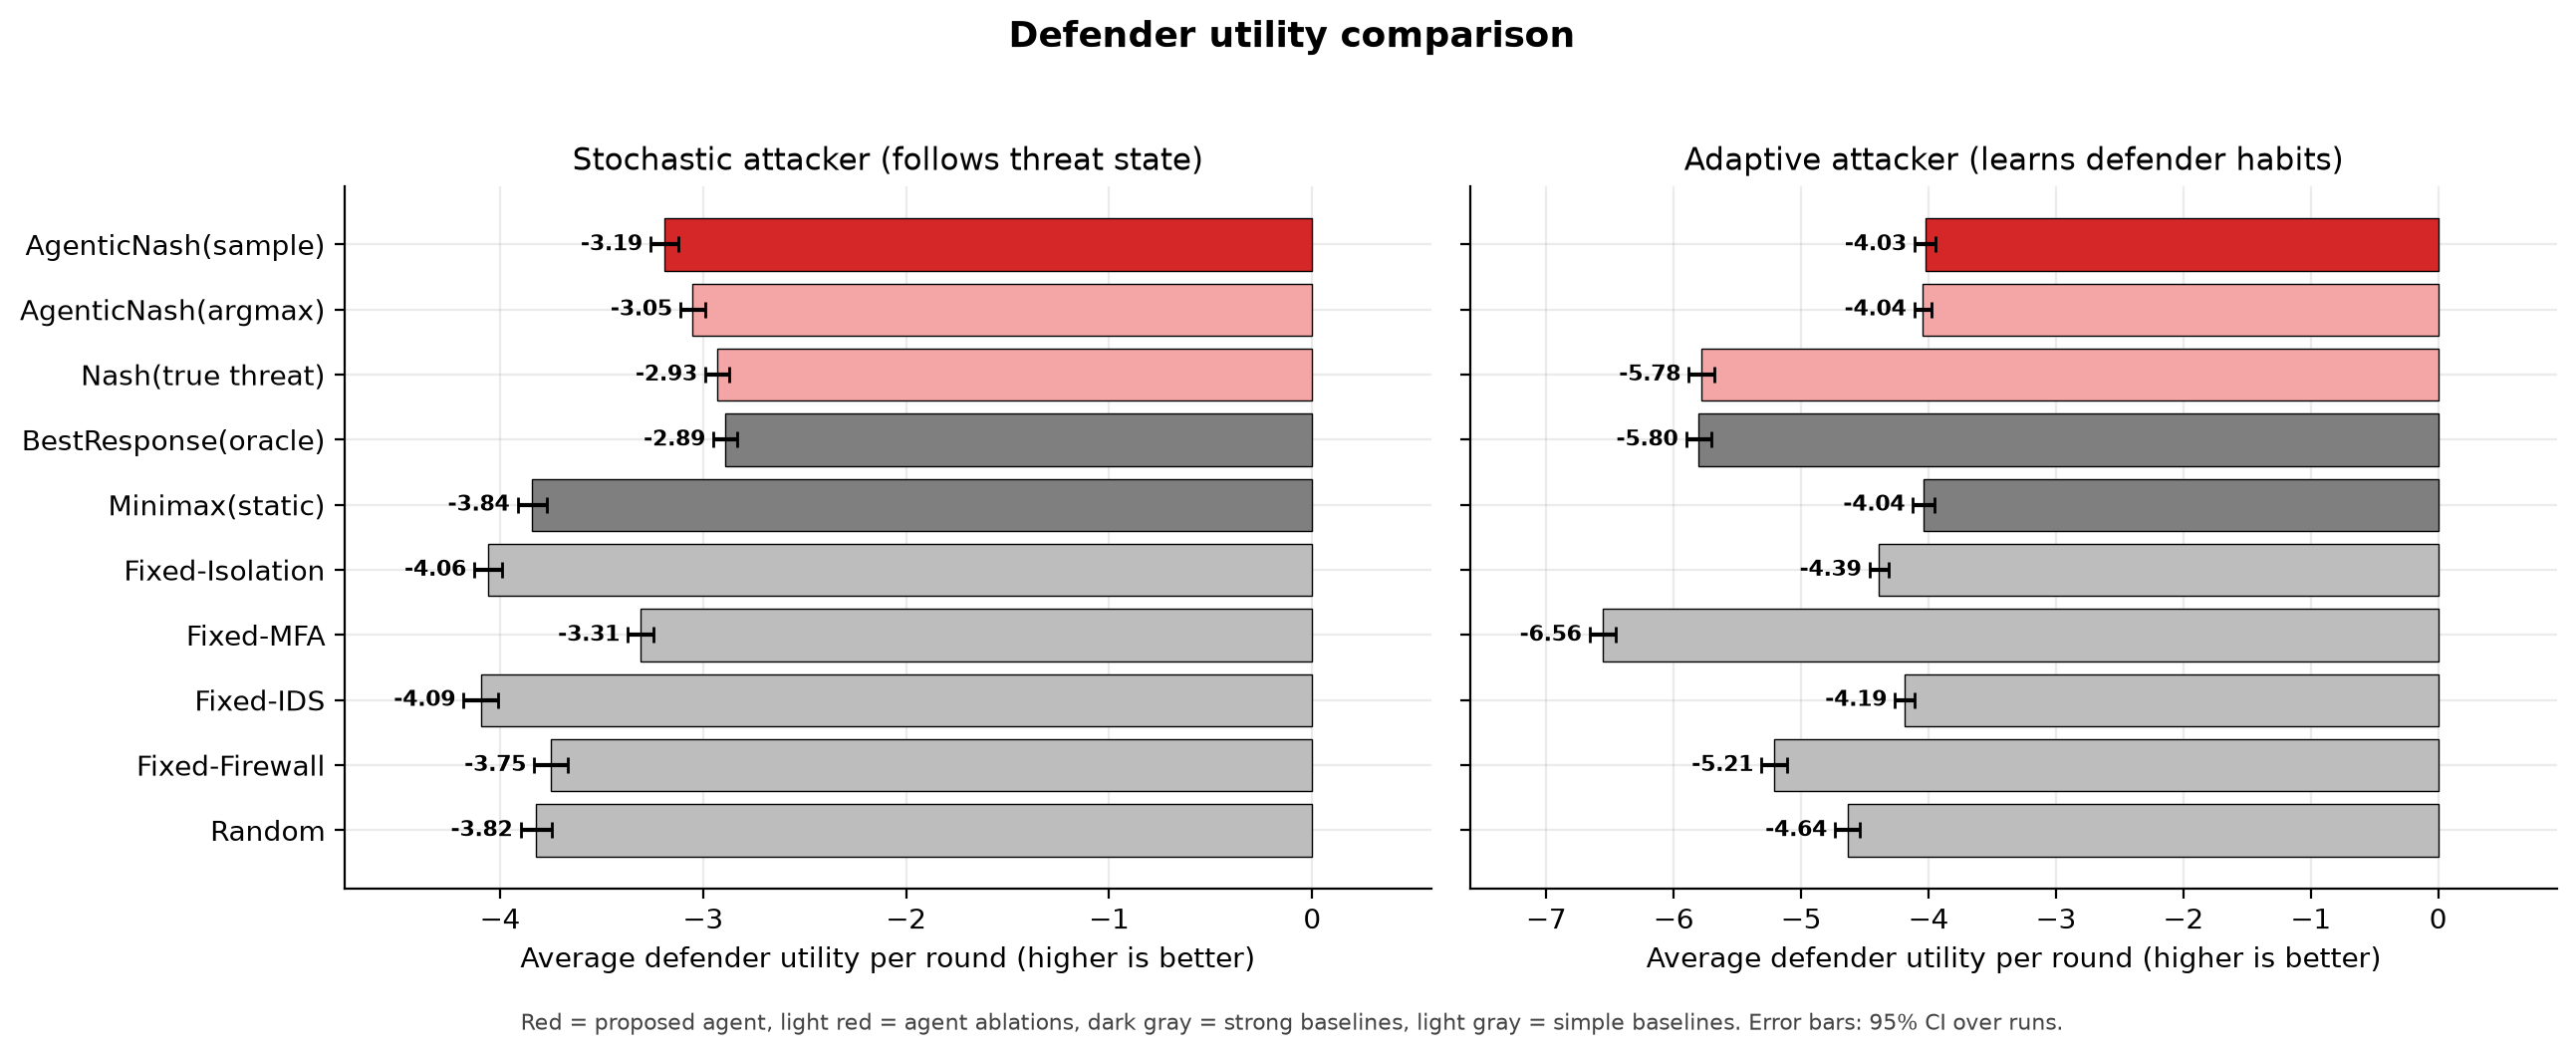 Defender utility comparison
Stochastic attacker (follows threat state)
AgenticNash(sample)
-3.19
AgenticNash(argmax)
-3.05
Nash(true threat)
-2.93
BestResponse(oracle)
-2.89
Minimax(static)
-3.84
Fixed-Isolation
-4.06
Fixed-MFA
-3.31
Fixed-IDS
-4.09
Fixed-Firewall
-3.75
Random
-3.82
−4 −3 −2 −1 0
Average defender utility per round (higher is better)
Adaptive attacker (learns defender habits)
-4.03
-4.04
-5.78
-5.80
-4.04
-4.39
-6.56
-4.19
-5.21
-4.64
−7 −6 −5 −4 −3 −2 −1 0
Average defender utility per round (higher is better)
Red = proposed agent, light red = agent ablations, dark gray = strong baselines, light gray = simple baselines. Error bars: 95% CI over runs.